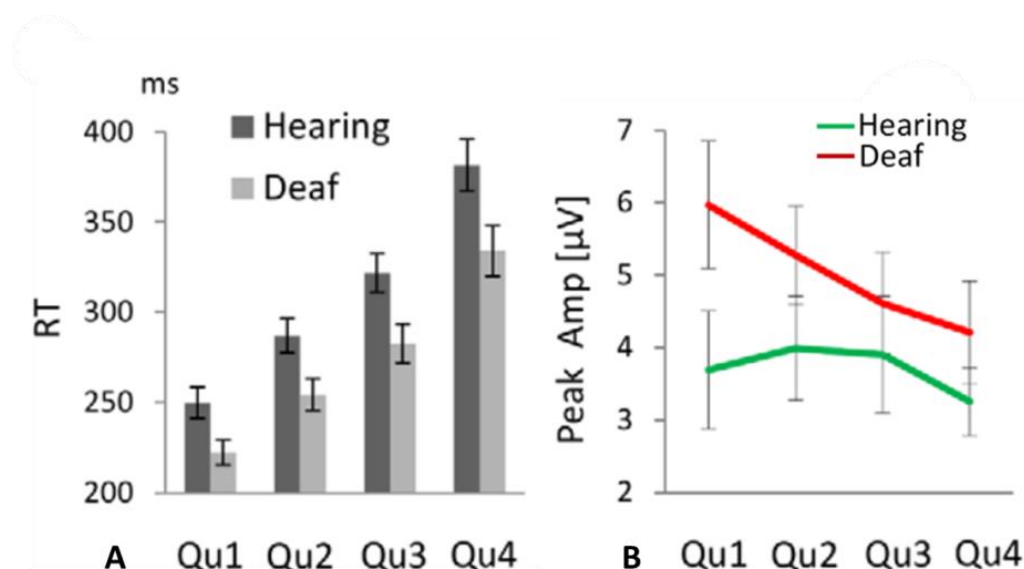 ms
400
350
300
250
200
RT
Hearing
Deaf
Qu1 Qu2 Qu3 Qu4
A
7
6
5
4
3
2
Peak Amp [µV]
Hearing
Deaf
Qu1 Qu2 Qu3 Qu4
B